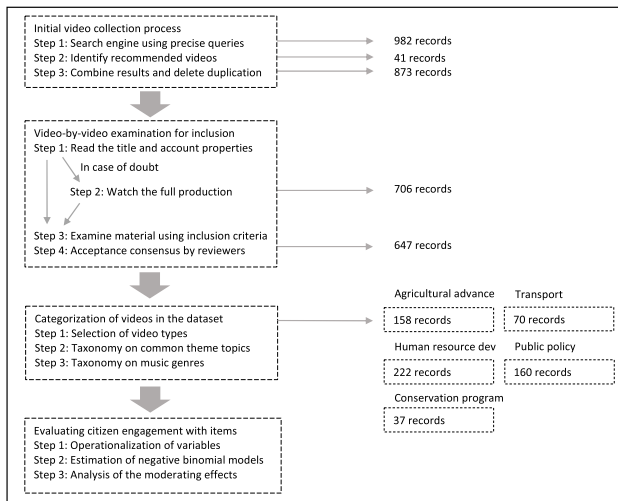 Initial video collection process
Step 1: Search engine using precise queries
982 records
Step 2: Identify recommended videos
41 records
Step 3: Combine results and delete duplication
873 records
Video-by-video examination for inclusion
Step 1: Read the title and account properties
In case of doubt
Step 2: Watch the full production
706 records
Step 3: Examine material using inclusion criteria
Step 4: Acceptance consensus by reviewers
647 records
Categorization of videos in the dataset
Step 1: Selection of video types
Step 2: Taxonomy on common theme topics
Step 3: Taxonomy on music genres
Agricultural advance
Transport
158 records
70 records
Human resource dev
Public policy
222 records
160 records
Conservation program
37 records
Evaluating citizen engagement with items
Step 1: Operationalization of variables
Step 2: Estimation of negative binomial models
Step 3: Analysis of the moderating effects